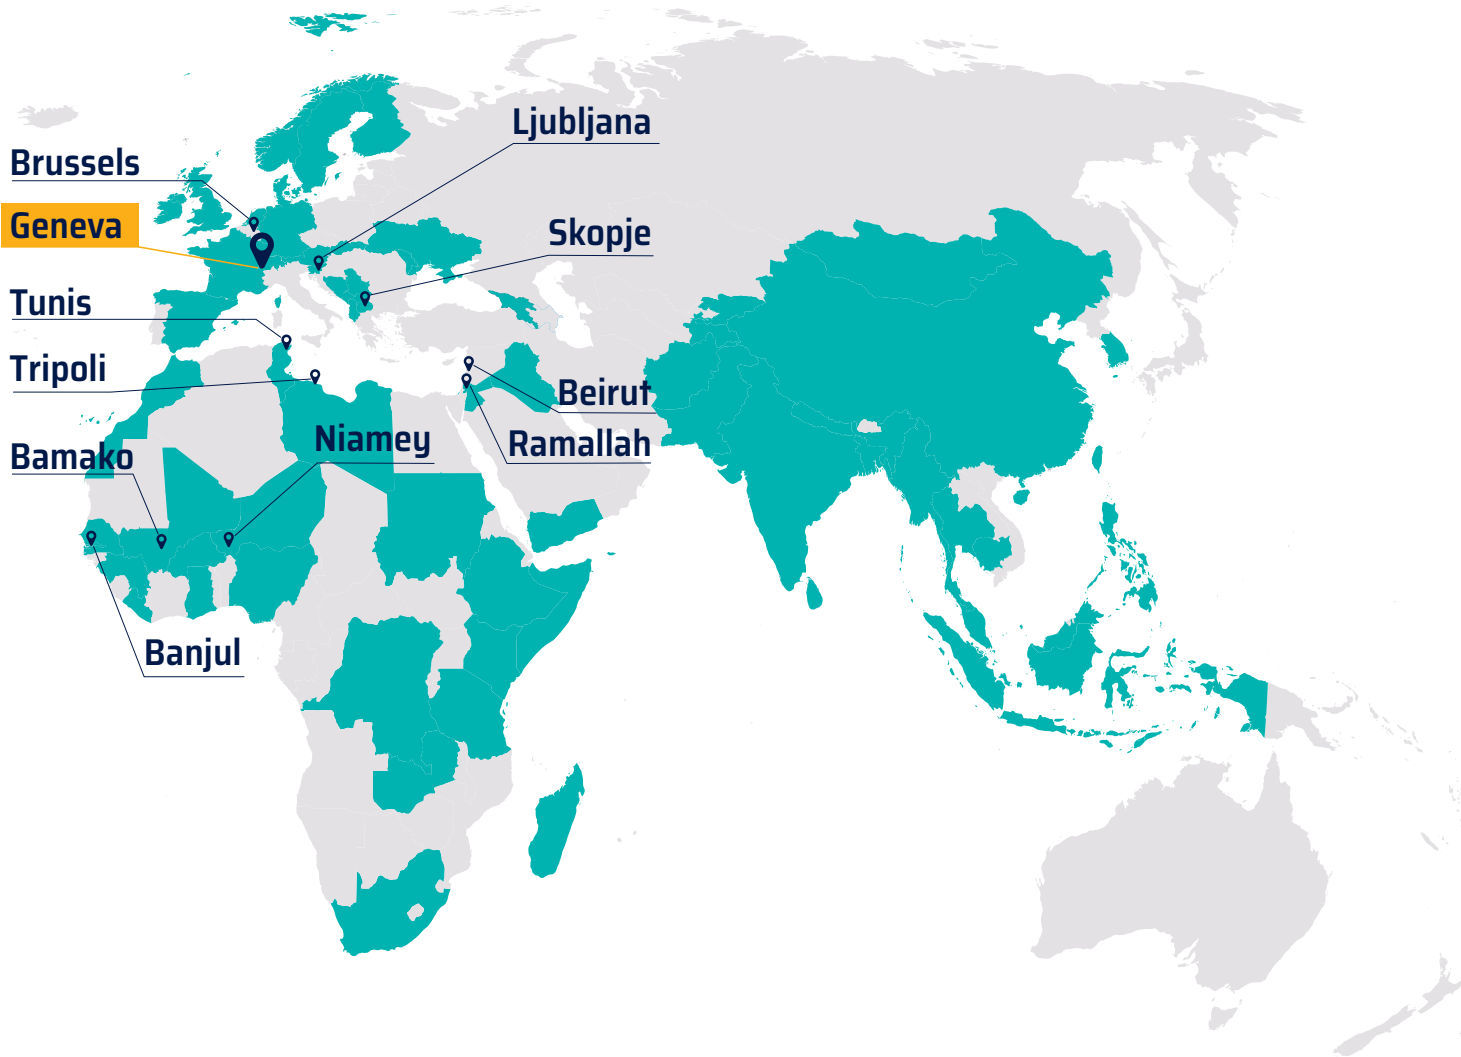 Ljubljana
Brussels
Geneva
Skopje
Tunis
Tripoli
Beirut
Niamey
Ramallah
Bamako
Banjul